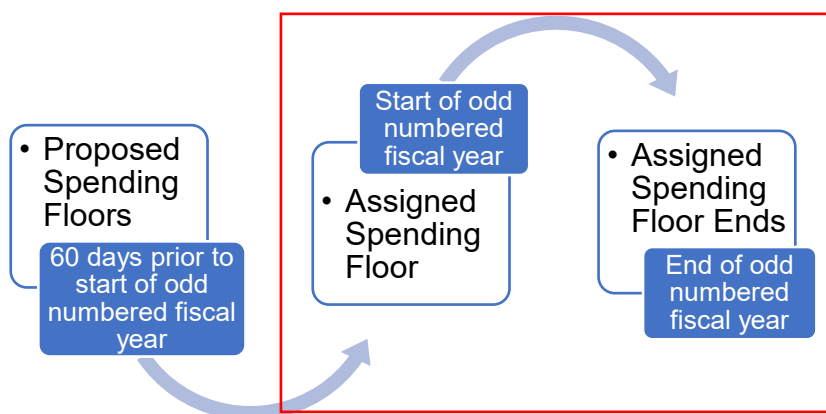 • Proposed
Spending
Floors
60 days prior to
start of odd
numbered fiscal
year
Start of odd
numbered
fiscal year
• Assigned
Spending
Floor
• Assigned
Spending
Floor Ends
End of odd
numbered
fiscal year